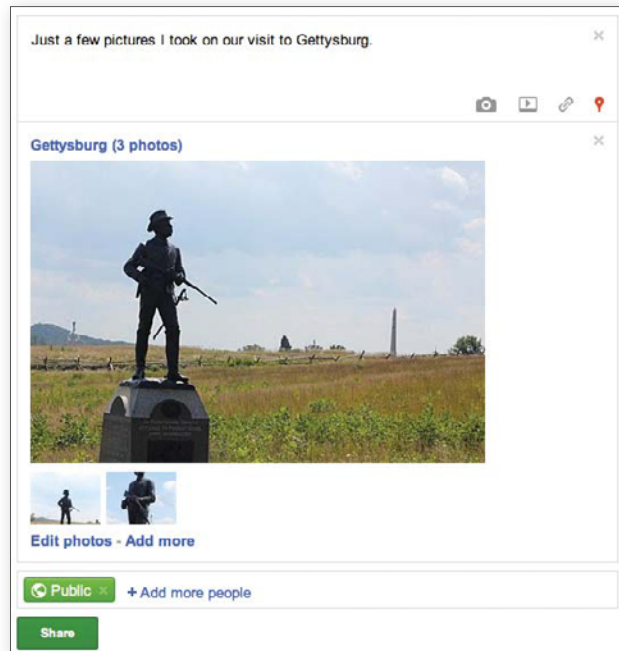 Just a few pictures I took on our visit to Gettysburg.
Gettysburg (3 photos)
Edit photos - Add more
Public
+ Add more people
Share